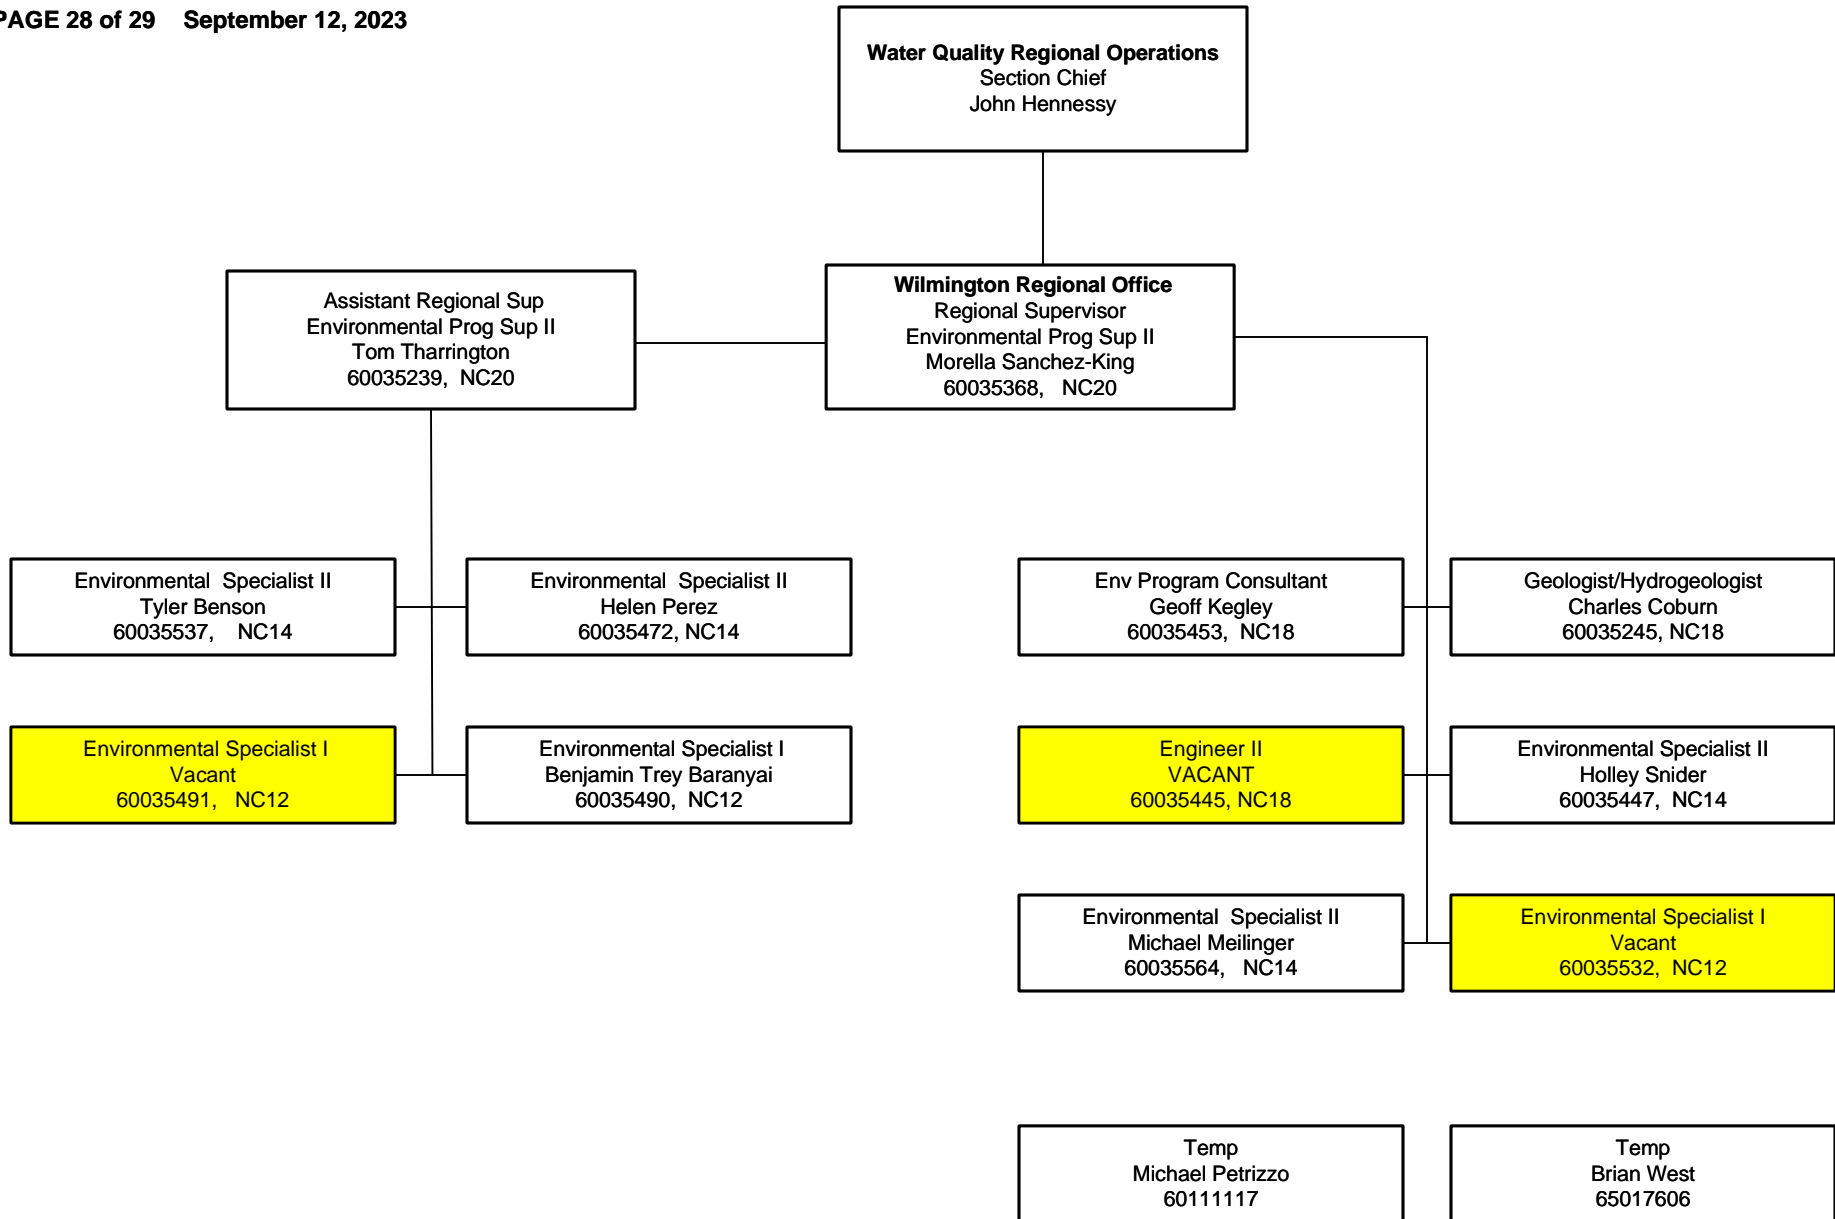 PAGE 28 of 29 September 12, 2023
Water Quality Regional Operations
Section Chief
John Hennessy
Assistant Regional Sup
Environmental Prog Sup II
Tom Tharrington
60035239, NC20
Wilmington Regional Office
Regional Supervisor
Environmental Prog Sup II
Morella Sanchez-King
60035368, NC20
Environmental Specialist II
Tyler Benson
60035537, NC14
Environmental Specialist II
Helen Perez
60035472, NC14
Env Program Consultant
Geoff Kegley
60035453, NC18
Geologist/Hydrogeologist
Charles Coburn
60035245, NC18
Environmental Specialist I
Vacant
60035491, NC12
Environmental Specialist I
Benjamin Trey Baranyai
60035490, NC12
Engineer II
VACANT
60035445, NC18
Environmental Specialist II
Holley Snider
60035447, NC14
Environmental Specialist II
Michael Meilinger
60035564, NC14
Environmental Specialist I
Vacant
60035532, NC12
Temp
Michael Petrizzo
60111117
Temp
Brian West
65017606